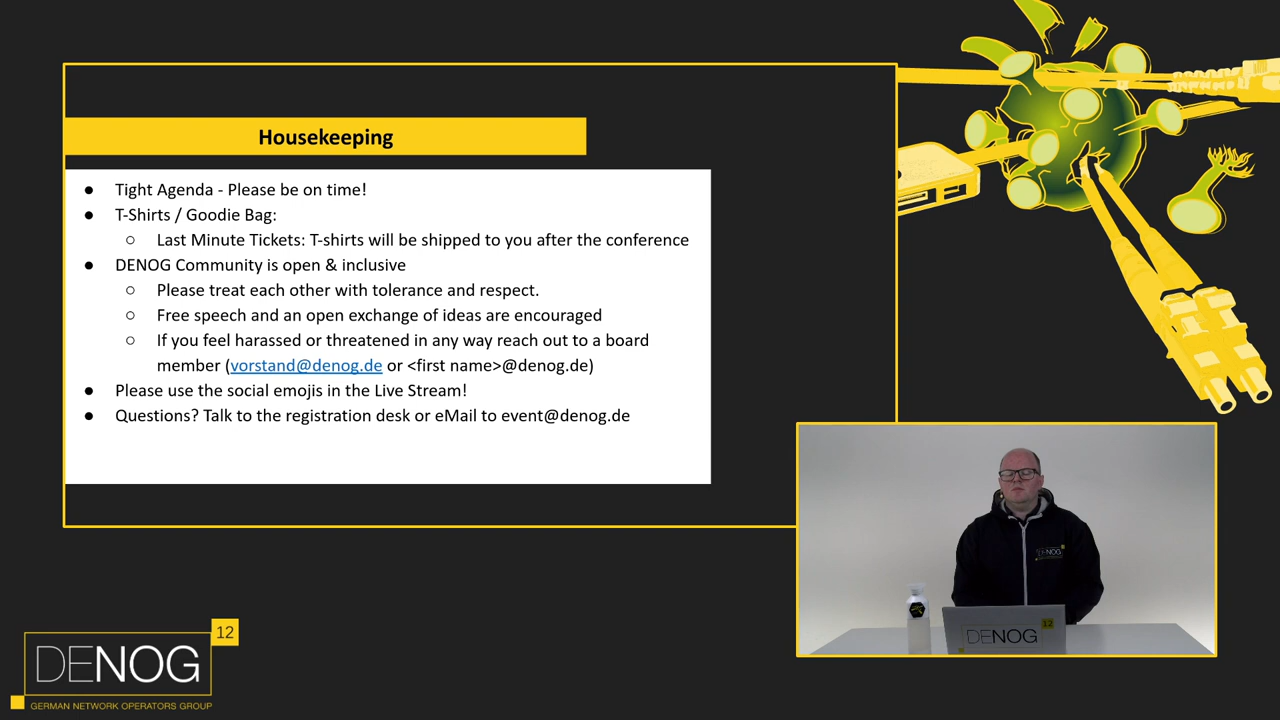 Housekeeping
● Tight Agenda - Please be on time!
● T-Shirts / Goodie Bag:
○ Last Minute Tickets: T-shirts will be shipped to you after the conference
● DENOG Community is open & inclusive
○ Please treat each other with tolerance and respect.
○ Free speech and an open exchange of ideas are encouraged
○ If you feel harassed or threatened in any way reach out to a board
member (vorstand@denog.de or <first name>@denog.de)
● Please use the social emojis in the Live Stream!
● Questions? Talk to the registration desk or eMail to event@denog.de
DENOG
DENOG 12
12
DENOG
GERMAN NETWORK OPERATORS GROUP